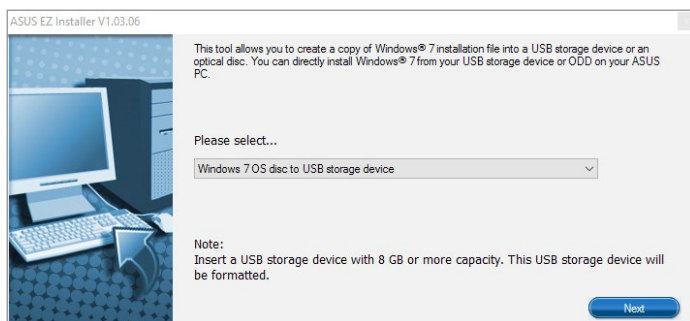 ASUS EZ Installer V1.03.06
This tool allows you to create a copy of Windows® 7 installation file into a USB storage device or an
optical disc. You can directly install Windows® 7 from your USB storage device or ODD on your ASUS
PC.
Please select...
Windows 7 OS disc to USB storage device
Note:
Insert a USB storage device with 8 GB or more capacity. This USB storage device will
be formatted.
Next